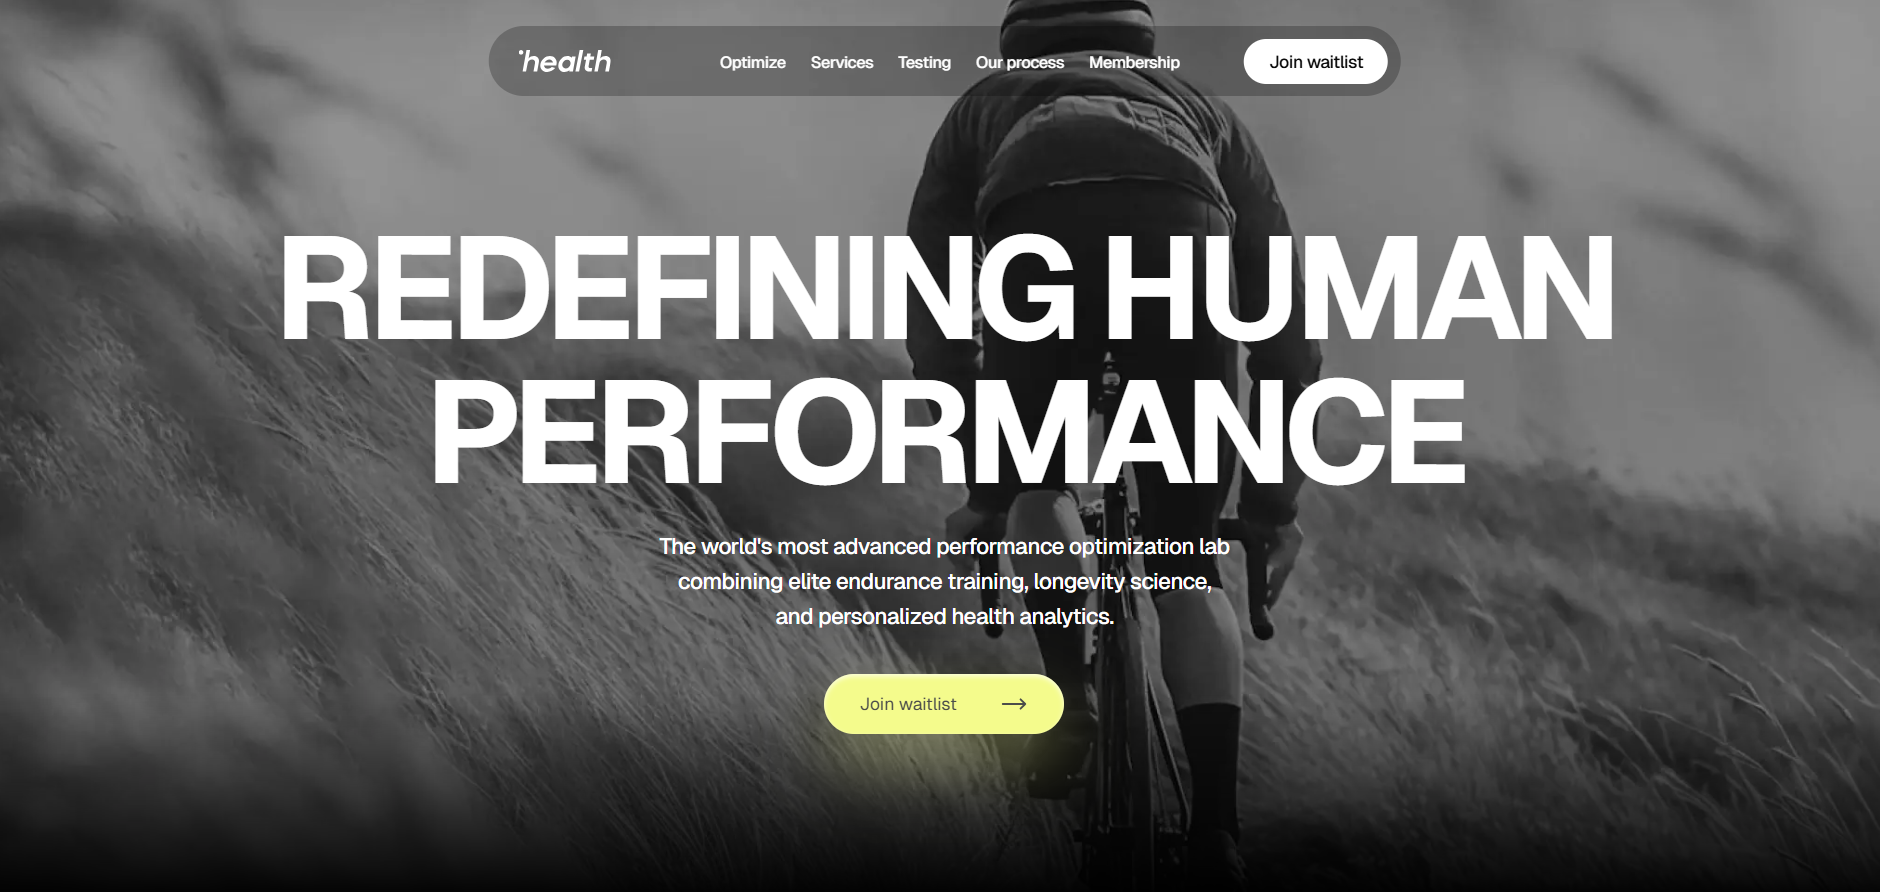 health
Optimize Services Testing Our process Membership
Join waitlist
REDEFINING HUMAN
PERFORMANCE
The world's most advanced performance optimization lab
combining elite endurance training, longevity science,
and personalized health analytics.
Join waitlist →